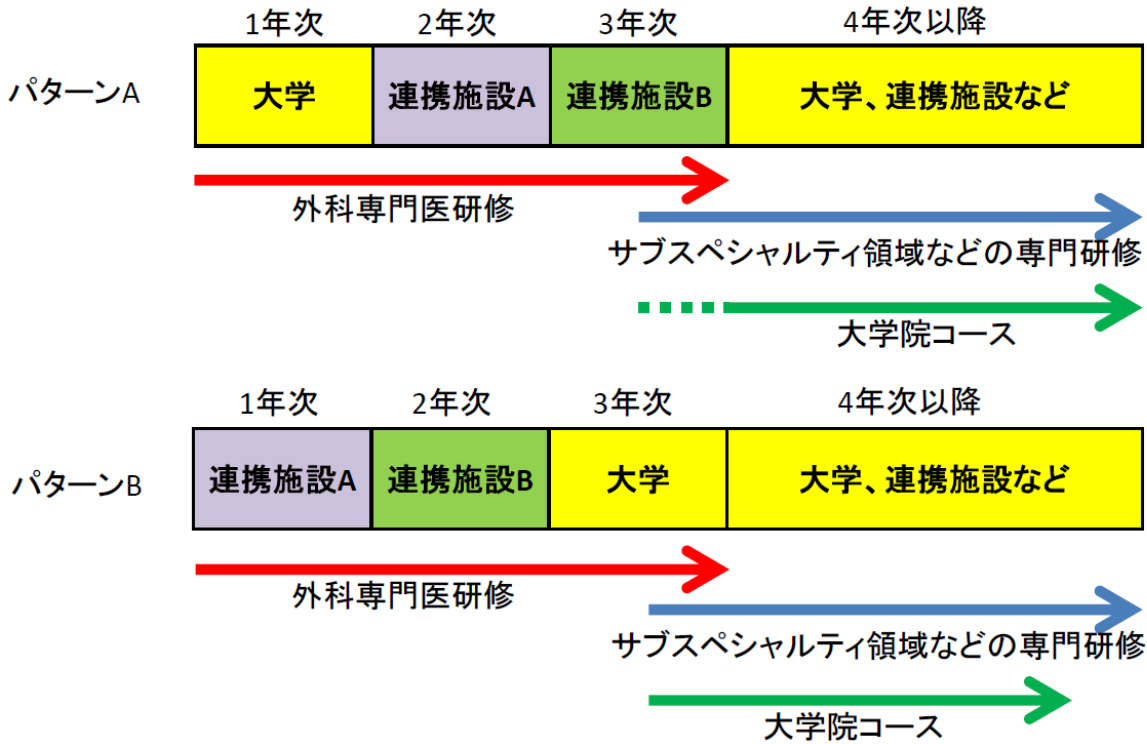 1年次 2年次 3年次 4年次以降
パターンA 大学 連携施設A 連携施設B 大学、連携施設など
外科専門医研修
サブスペシャルティ領域などの専門研修
大学院コース
1年次 2年次 3年次 4年次以降
パターンB 連携施設A 連携施設B 大学 大学、連携施設など
外科専門医研修
サブスペシャルティ領域などの専門研修
大学院コース